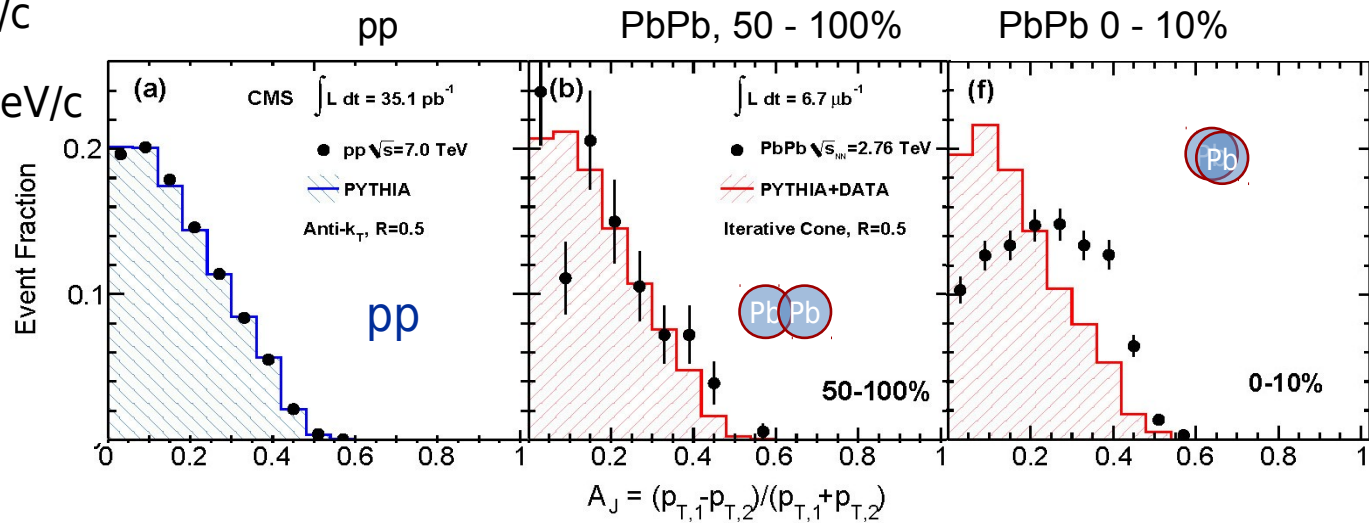 /c
eV/c
pp
PbPb, 50 - 100%
PbPb 0 - 10%
(a)
CMS ∫L dt = 35.1 pb⁻¹
pp √s=7.0 TeV
PYTHIA
Anti-k_T, R=0.5
pp
(b)
∫L dt = 6.7 μb⁻¹
PbPb √s_NN=2.76 TeV
PYTHIA+DATA
Iterative Cone, R=0.5
Pb Pb
50-100%
(f)
Pb
0-10%
Event Fraction
0.2
0.1
0 0.2 0.4 0.6 0.8
0.2 0.4 0.6 0.8
0.2 0.4 0.6 0.8 1
A_J = (p_T,1-p_T,2)/(p_T,1+p_T,2)